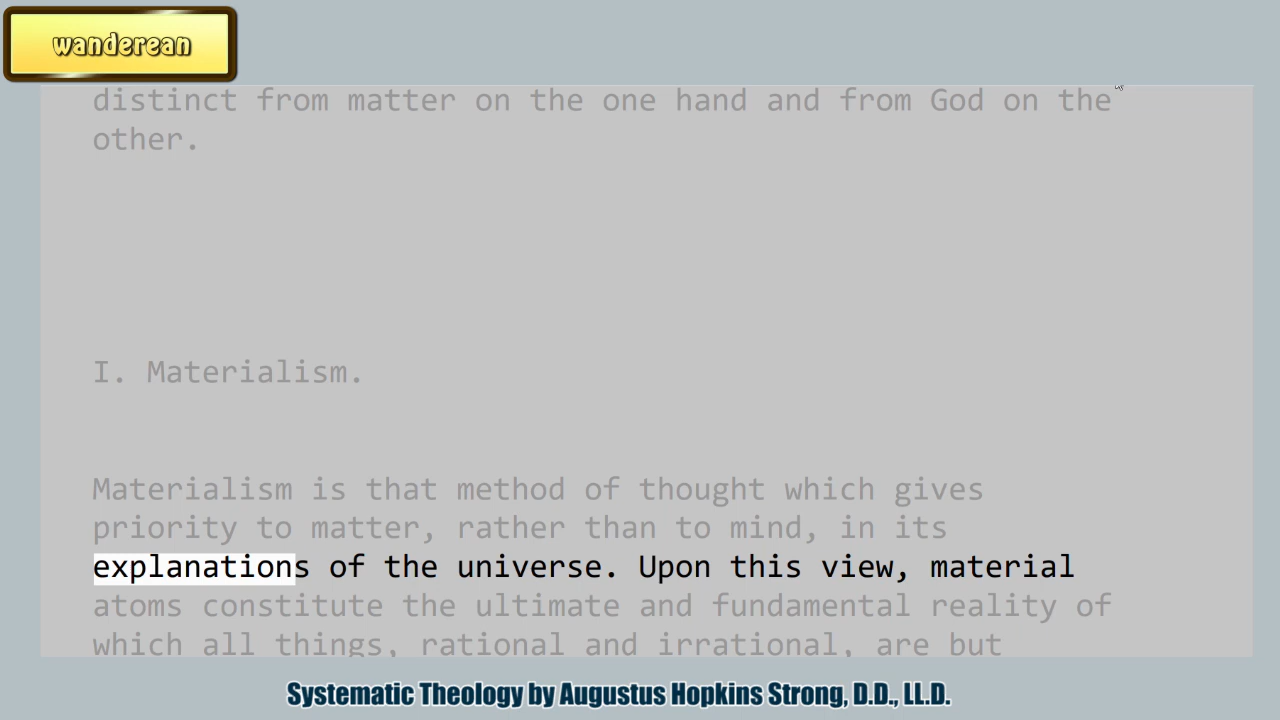 wanderean
distinct from matter on the one hand and from God on the
other.
I. Materialism.
Materialism is that method of thought which gives
priority to matter, rather than to mind, in its
explanations of the universe. Upon this view, material
atoms constitute the ultimate and fundamental reality of
which all things, rational and irrational, are but
Systematic Theology by Augustus Hopkins Strong, D.D., LL.D.